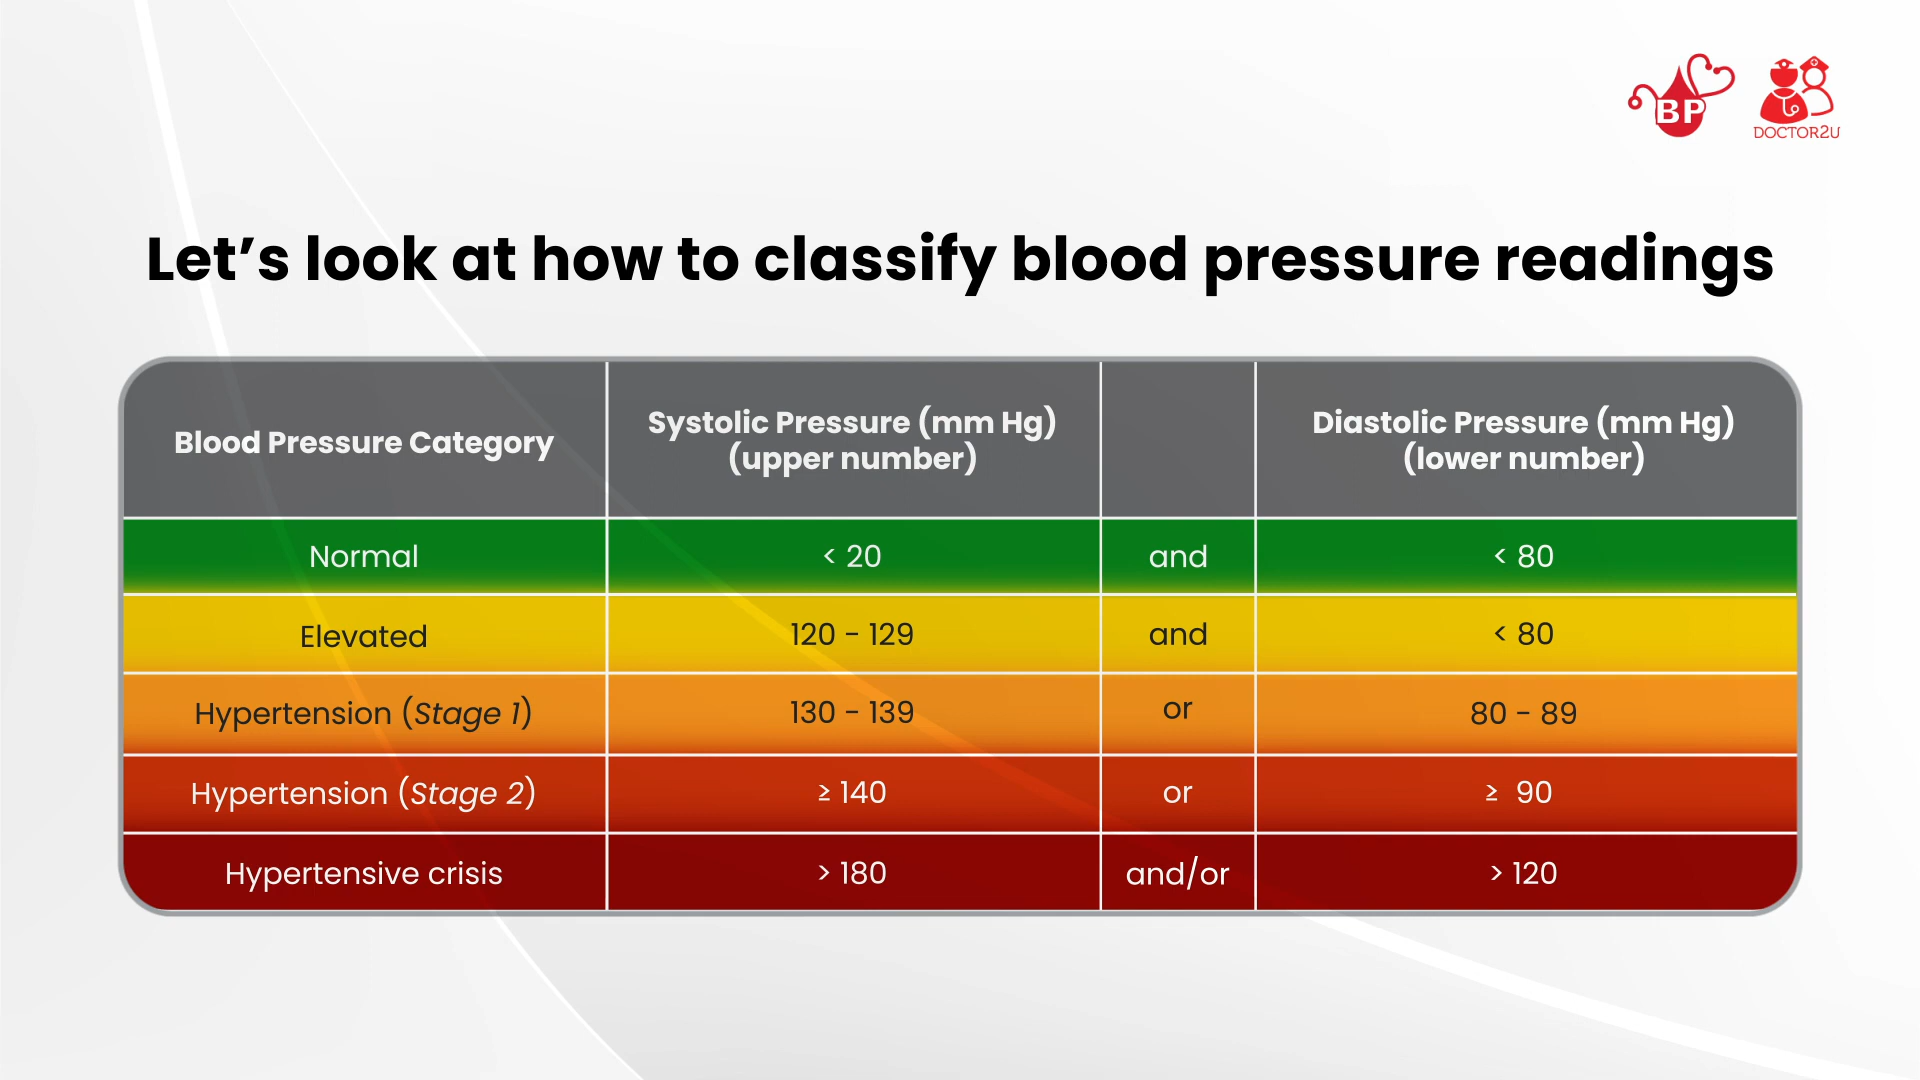 BP
DOCTOR2U
Let’s look at how to classify blood pressure readings
Blood Pressure Category
Systolic Pressure (mm Hg)
(upper number)
Diastolic Pressure (mm Hg)
(lower number)
Normal < 20 and < 80
Elevated 120 - 129 and < 80
Hypertension (Stage 1) 130 - 139 or 80 - 89
Hypertension (Stage 2) ≥ 140 or ≥ 90
Hypertensive crisis > 180 and/or > 120